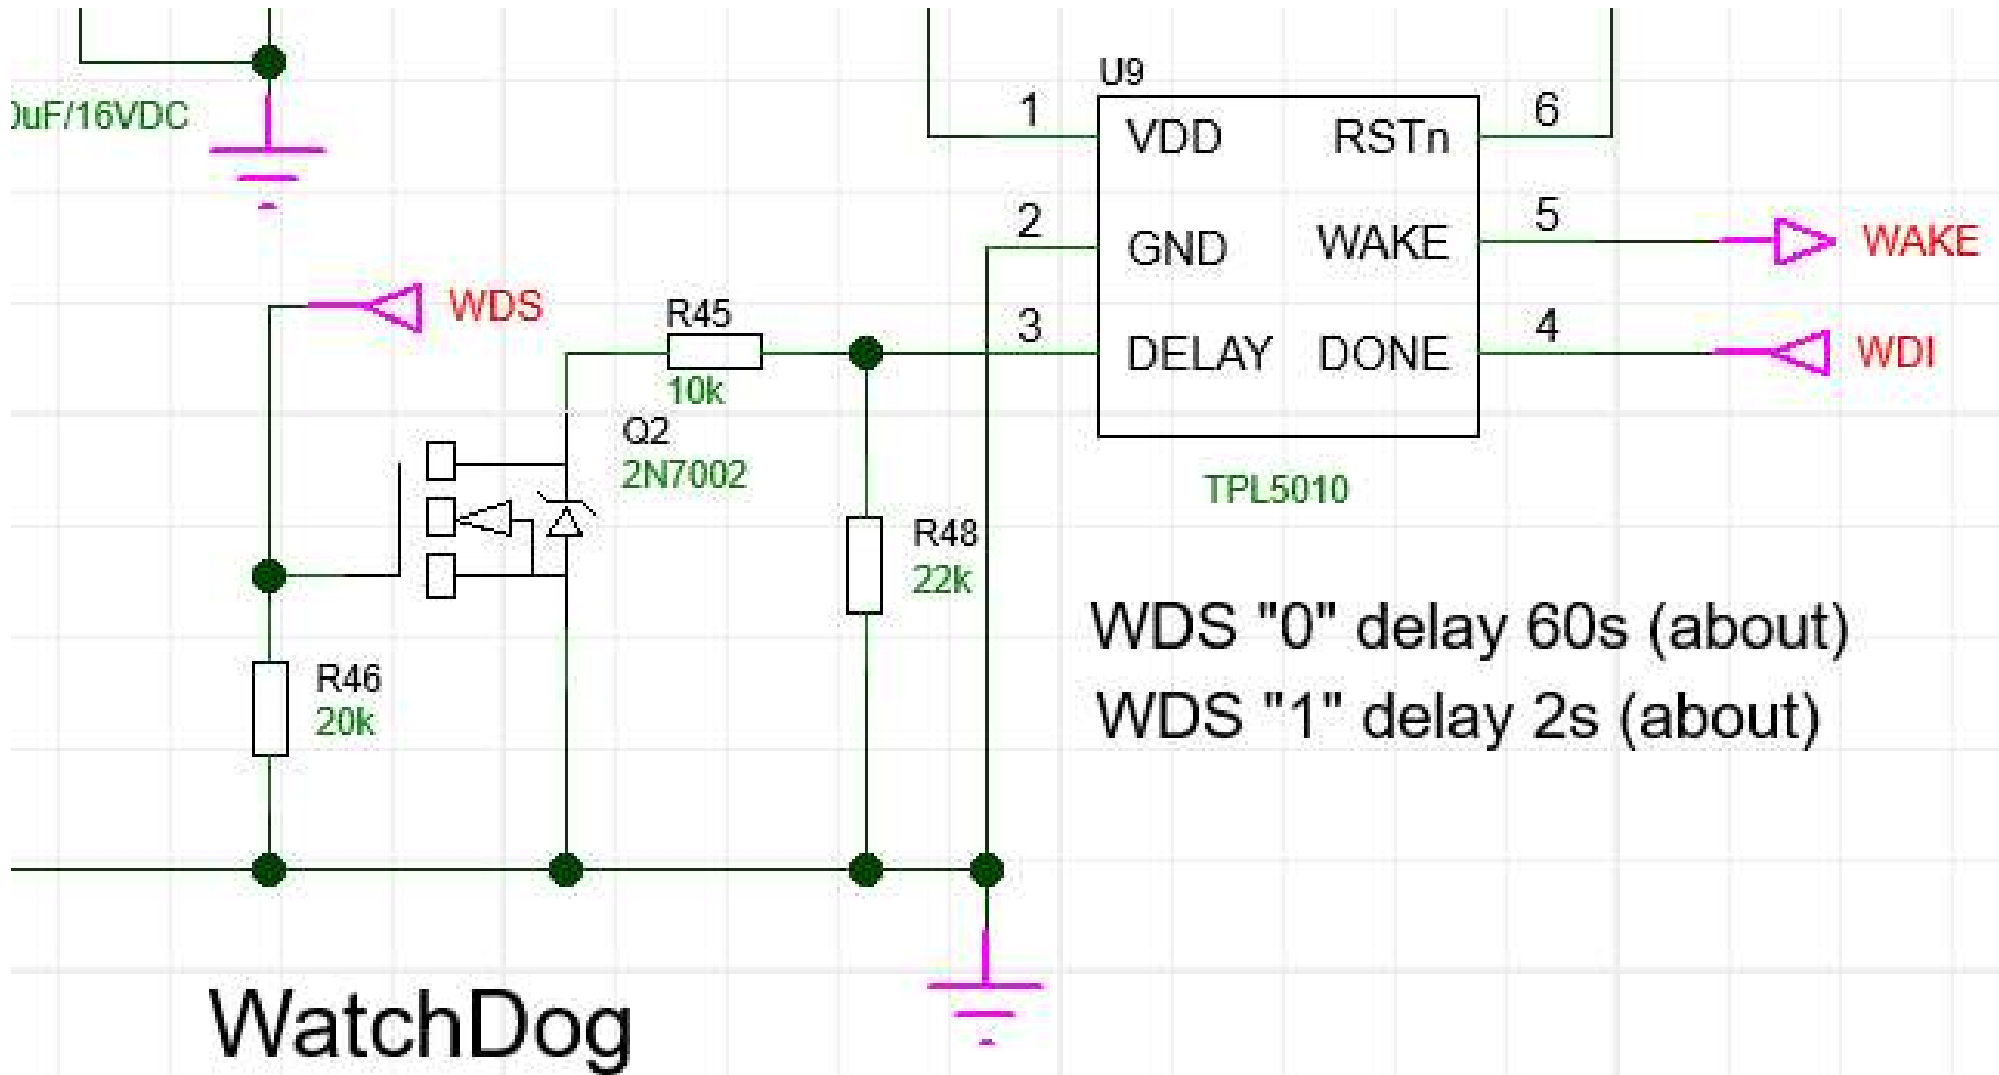 U9
1
VDD
RSTn
6
0uF/16VDC
2
GND
WAKE
5
WAKE
WDS
R45
10k
3
DELAY
DONE
4
WDI
Q2
2N7002
TPL5010
R48
22k
WDS "0" delay 60s (about)
R46
20k
WDS "1" delay 2s (about)
WatchDog